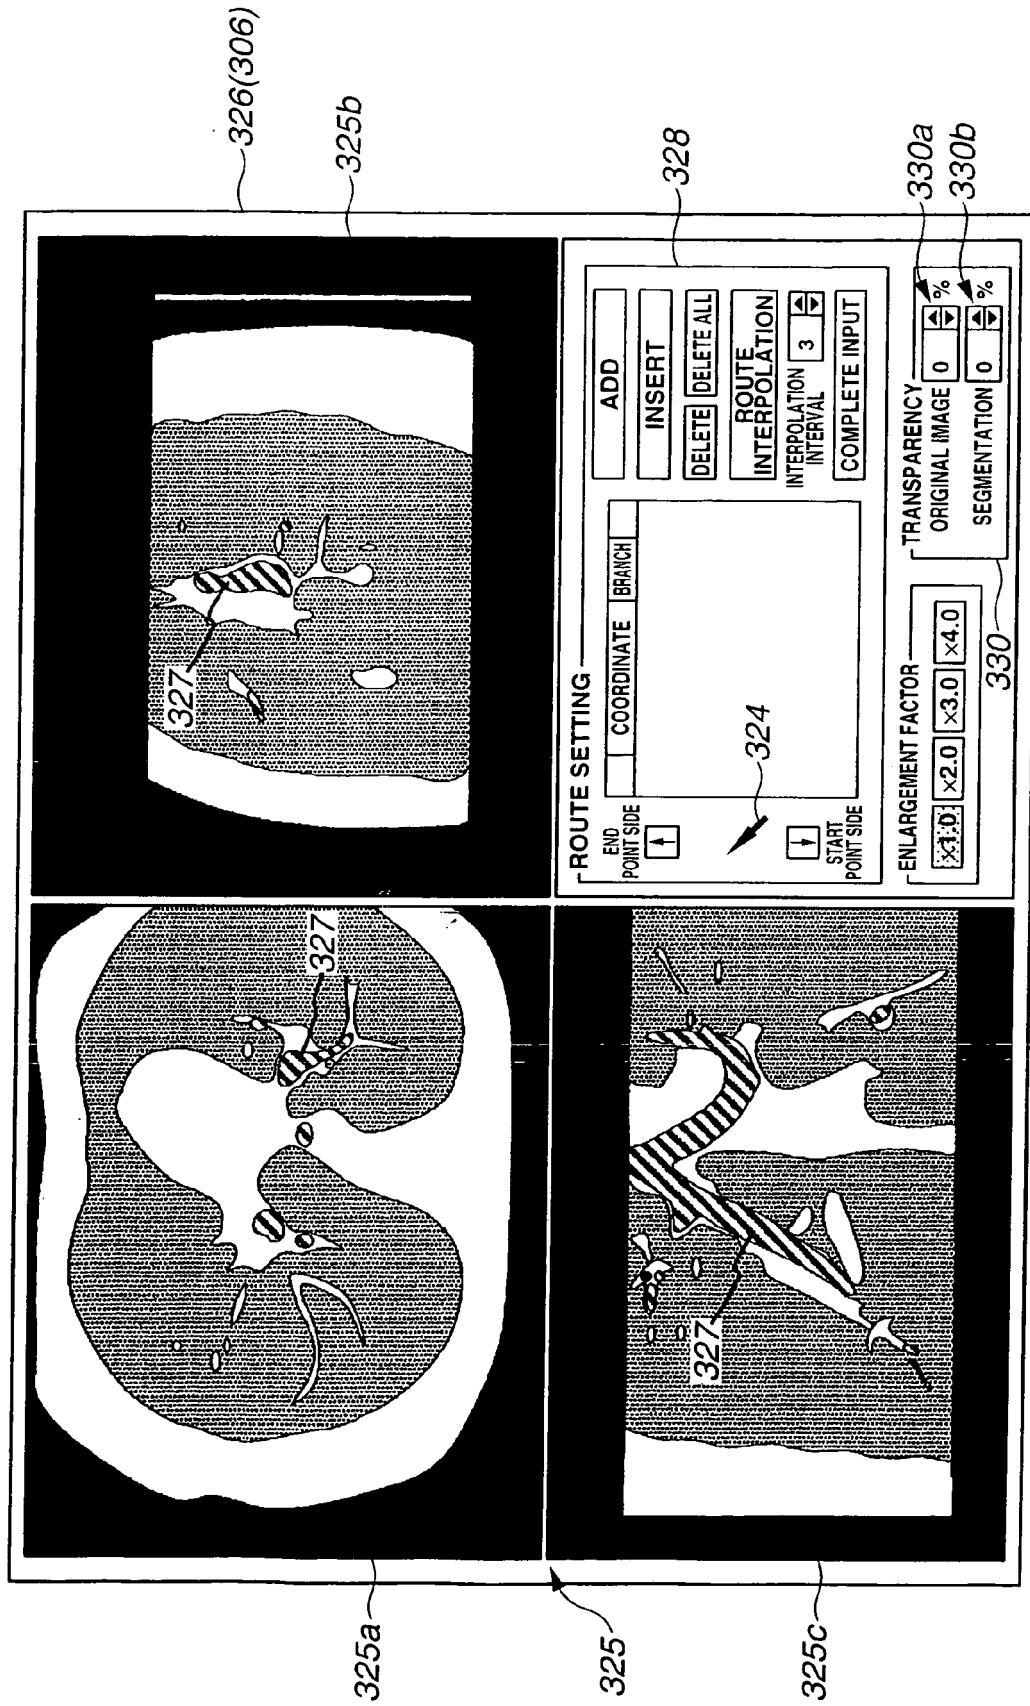 326(306)
325b
325a
327
327
ROUTE SETTING
END
POINT SIDE
COORDINATE
BRANCH
ADD
INSERT
DELETE
DELETE ALL
ROUTE
INTERPOLATION
INTERPOLATION
INTERVAL
3
COMPLETE INPUT
START
POINT SIDE
324
328
325
327
325c
ENLARGEMENT FACTOR
×1.0
×2.0
×3.0
×4.0
TRANSPARENCY
ORIGINAL IMAGE
0
%
SEGMENTATION
0
%
330
330a
330b